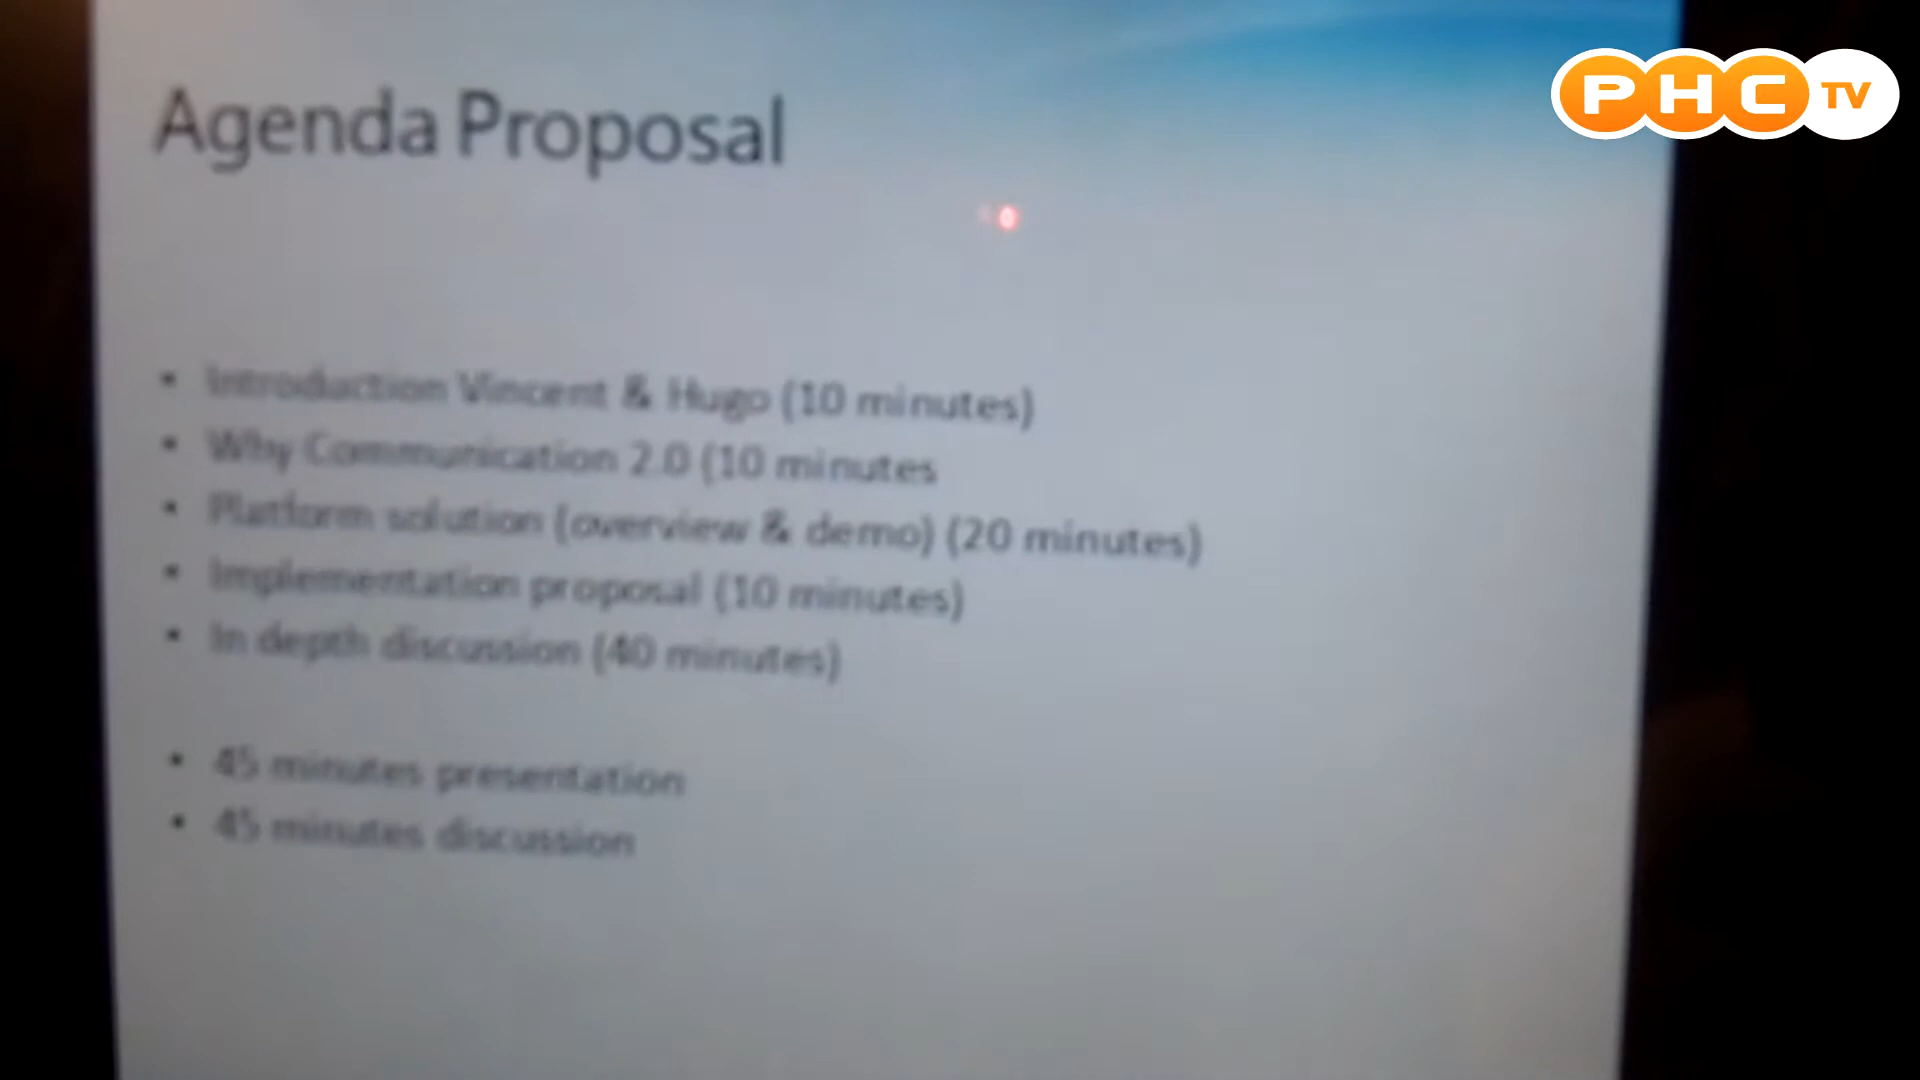 PHC TV
Agenda Proposal
• Introduction Vincent & Hugo (10 minutes)
• Why Communication 2.0 (10 minutes
• Platform solution (overview & demo) (20 minutes)
• Implementation proposal (10 minutes)
• In depth discussion (40 minutes)
• 45 minutes presentation
• 45 minutes discussion